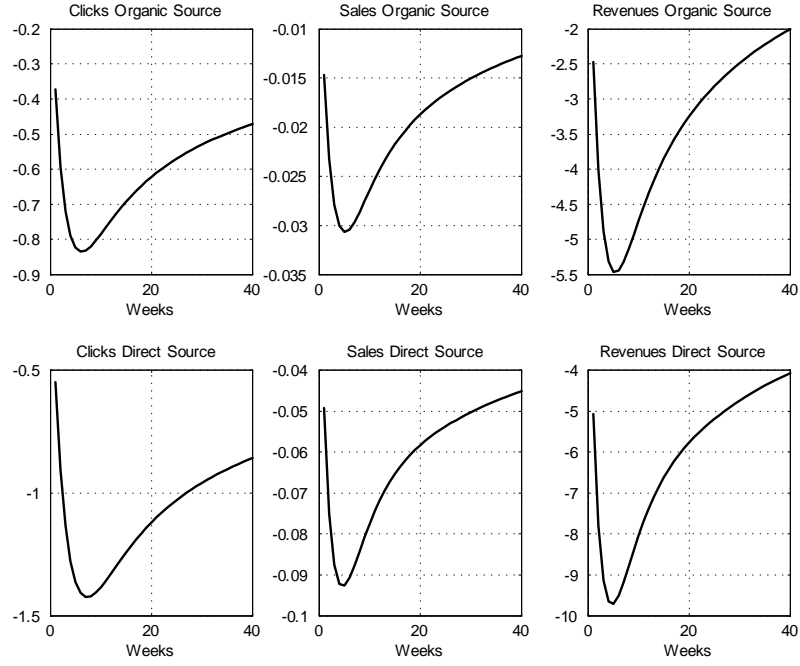 Clicks Organic Source
-0.2
-0.3
-0.4
-0.5
-0.6
-0.7
-0.8
-0.9
0 20 40
Weeks
Sales Organic Source
-0.01
-0.015
-0.02
-0.025
-0.03
-0.035
0 20 40
Weeks
Revenues Organic Source
-2
-2.5
-3
-3.5
-4
-4.5
-5
-5.5
0 20 40
Weeks
Clicks Direct Source
-0.5
-1
-1.5
0 20 40
Weeks
Sales Direct Source
-0.04
-0.05
-0.06
-0.07
-0.08
-0.09
-0.1
0 20 40
Weeks
Revenues Direct Source
-4
-5
-6
-7
-8
-9
-10
0 20 40
Weeks